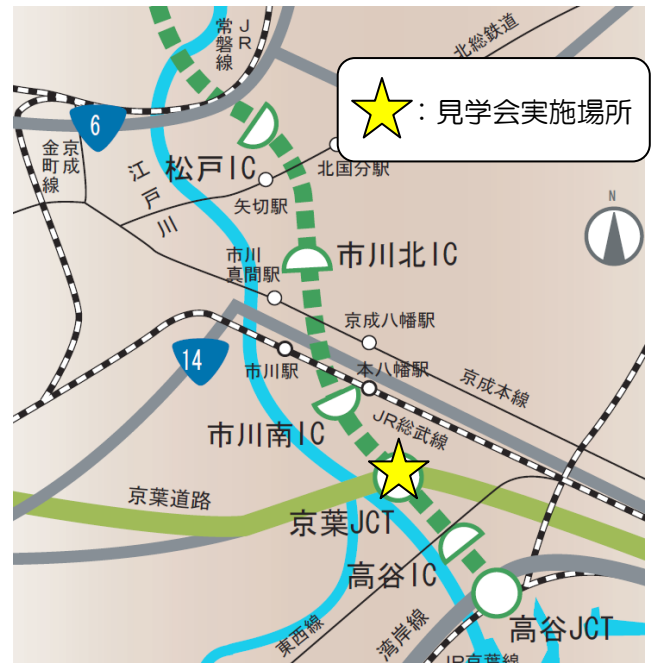 JR
常磐線
北総鉄道
：見学会実施場所
6
京成
金町線
松戸IC
北国分駅
江戸川
矢切駅
N
市川北IC
市川
真間駅
京成八幡駅
14
市川駅
本八幡駅
京成本線
市川南IC
JR総武線
京葉道路
京葉JCT
高谷IC
東西線
湾岸線
高谷JCT
JR京葉線